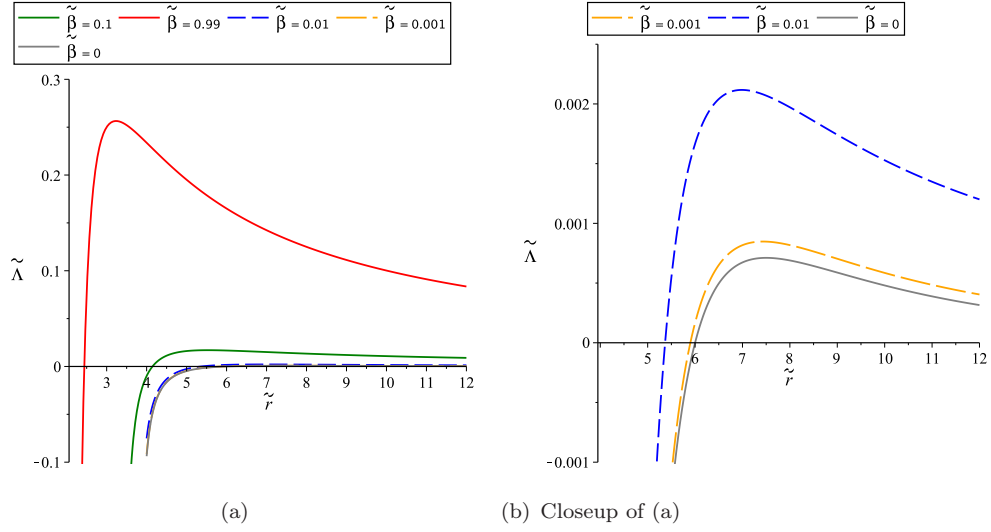 β̃ = 0.1 β̃ = 0.99 β̃ = 0.01 β̃ = 0.001
β̃ = 0
0.3
0.2
Λ̃
0.1
0
3 4 5 6 7 8 9 10 11 12
r̃
−0.1
(a)
β̃ = 0.001 β̃ = 0.01 β̃ = 0
0.002
0.001
Λ̃
0
5 6 7 8 9 10 11 12
r̃
−0.001
(b) Closeup of (a)